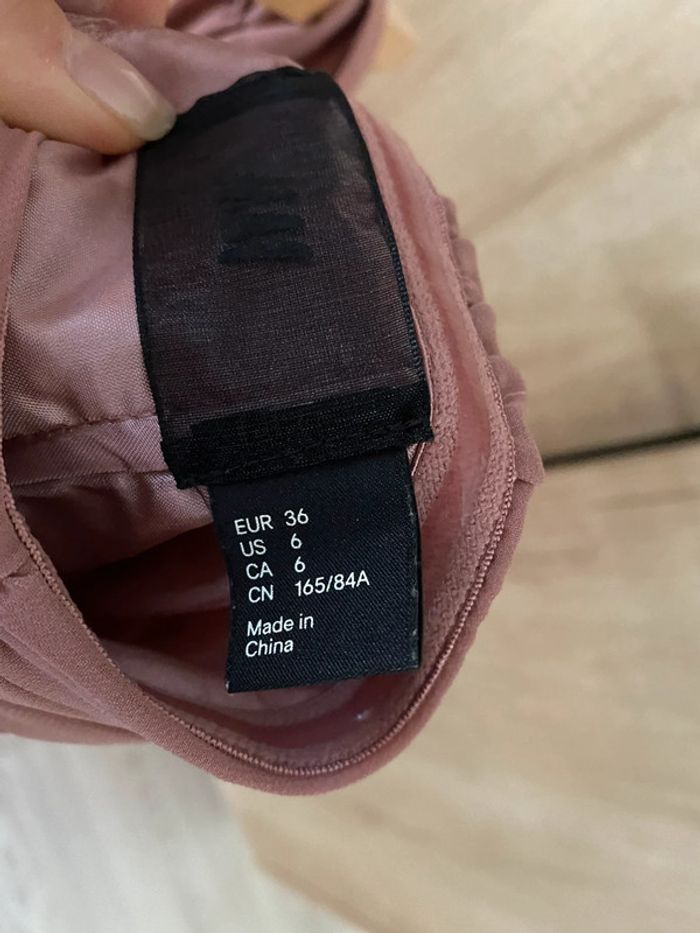 EUR 36
US 6
CA 6
CN 165/84A
Made in
China